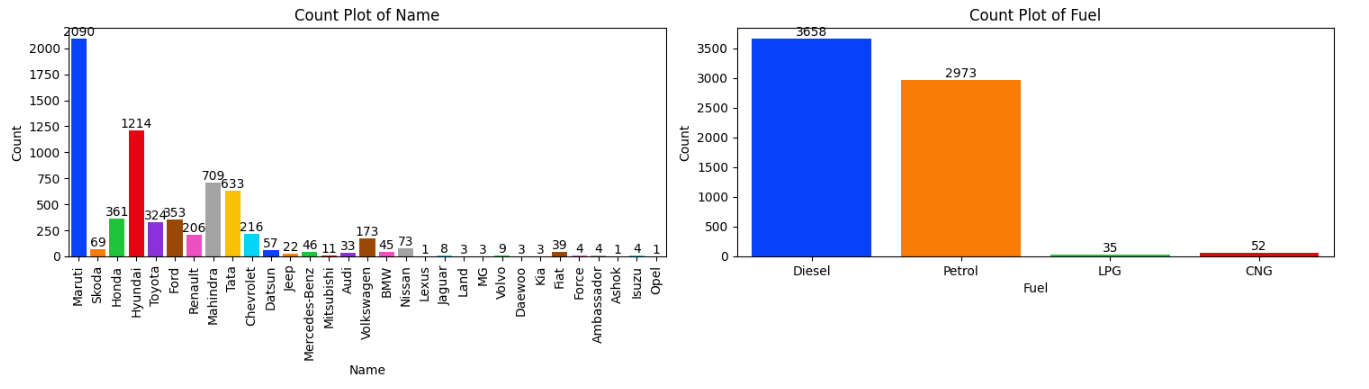 Count Plot of Name
Count
2000
1750
1500
1250
1000
750
500
250
0
2090
69
361
1214
324
353
206
709
633
216
57
22
46
11
33
173
45
73
1
8
3
3
9
3
3
39
4
4
1
4
1
Maruti
Skoda
Honda
Hyundai
Toyota
Ford
Renault
Mahindra
Tata
Chevrolet
Datsun
Jeep
Mercedes-Benz
Mitsubishi
Audi
Volkswagen
BMW
Nissan
Lexus
Jaguar
Land
MG
Volvo
Daewoo
Kia
Fiat
Force
Ambassador
Ashok
Isuzu
Opel
Name
Count Plot of Fuel
Count
3500
3000
2500
2000
1500
1000
500
0
3658
2973
35
52
Diesel
Petrol
LPG
CNG
Fuel